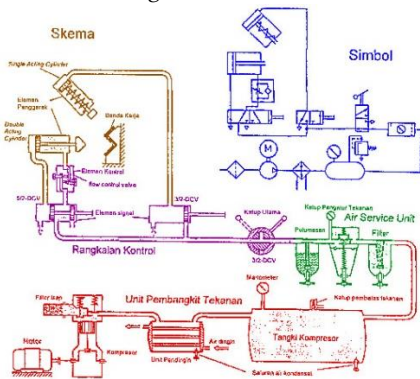 Skema
Simbol
Single Acting Cylinder
Elemen
Penggerak
Double
Acting
Cylinder
Benda Kerja
Elemen Kontrol
flow control valve
M
5/2-DCV
Elemen signal
3/2-DCV
Rangkaian Kontrol
Katup Utama
3/2-DCV
Katup Pengatur Tekanan
Air Service Unit
Pelumasan
Filter
Unit Pembangkit Tekanan
Manometer
Katup pembatas tekanan
Filter isap
Air dingin
Tangki Kompresor
Motor
Kompresor
Unit Pendingin
Saluran air kondensat